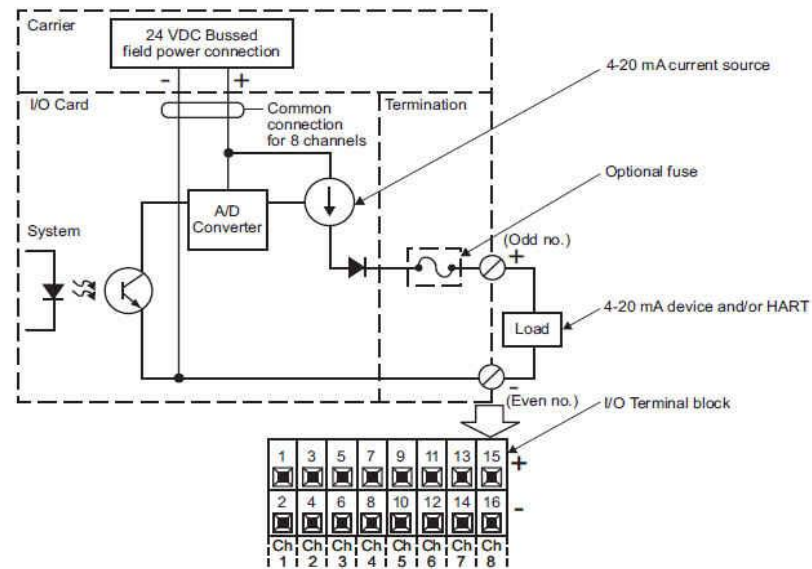 Carrier
24 VDC Bussed
field power connection
- +
4-20 mA current source
I/O Card
Common
connection
for 8 channels
Termination
Optional fuse
A/D
Converter
System
(Odd no.)
+
4-20 mA device and/or HART
Load
-
(Even no.)
I/O Terminal block
1 3 5 7 9 11 13 15 +
2 4 6 8 10 12 14 16 -
Ch Ch Ch Ch Ch Ch Ch Ch
1 2 3 4 5 6 7 8